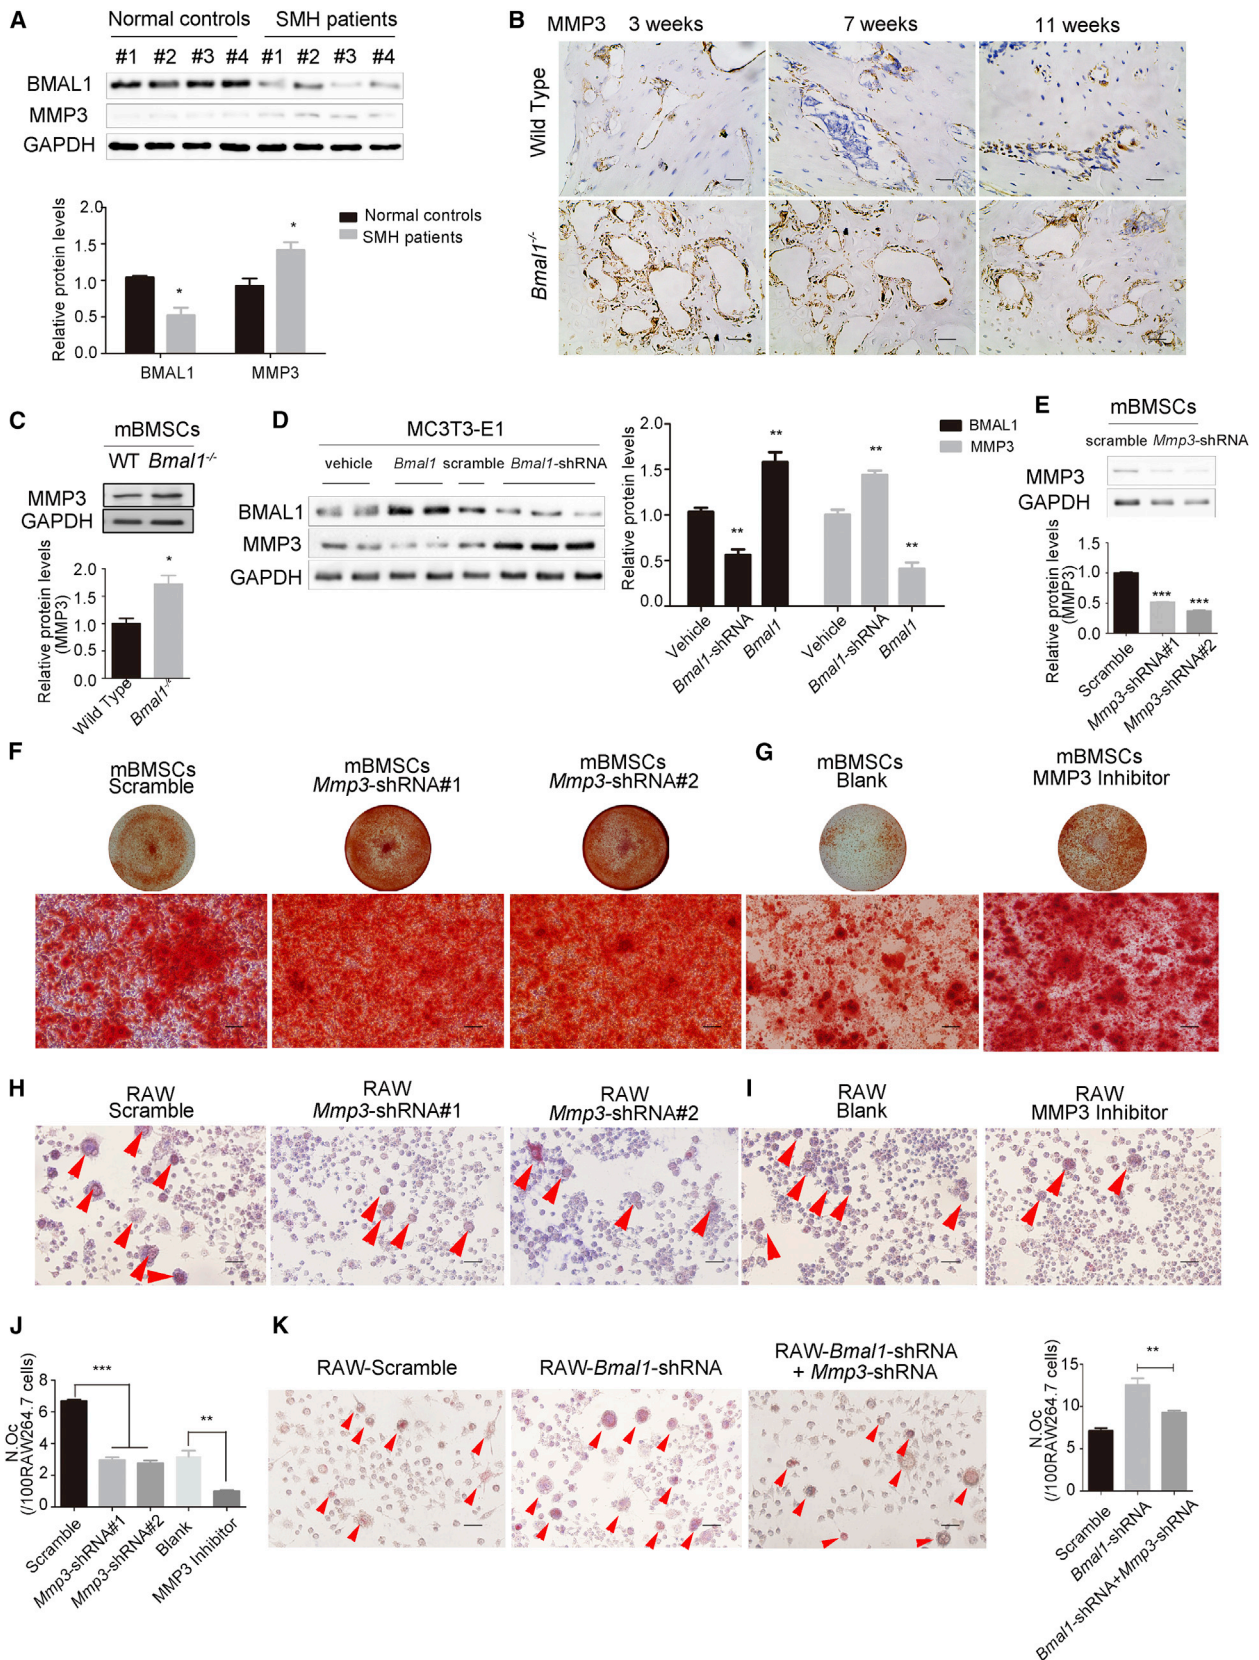 A
Normal controls SMH patients
#1 #2 #3 #4 #1 #2 #3 #4
BMAL1
MMP3
GAPDH
Relative protein levels
2.0
1.5
1.0
0.5
0.0
*
*
BMAL1 MMP3
Normal controls
SMH patients
B
MMP3 3 weeks 7 weeks 11 weeks
Wild Type
Bmal1-/-
C
mBMSCs
WT Bmal1-/-
MMP3
GAPDH
Relative protein levels
(MMP3)
2.0
1.5
1.0
0.5
0.0
*
Wild Type
Bmal1-/-
D
MC3T3-E1
vehicle Bmal1 scramble Bmal1-shRNA
BMAL1
MMP3
GAPDH
Relative protein levels
2.0
1.5
1.0
0.5
0.0
**
**
**
**
Vehicle
Bmal1-shRNA
Bmal1
Vehicle
Bmal1-shRNA
Bmal1
BMAL1
MMP3
E
mBMSCs
scramble Mmp3-shRNA
MMP3
GAPDH
Relative protein levels
(MMP3)
1.5
1.0
0.5
0.0
***
***
Scramble
Mmp3-shRNA#1
Mmp3-shRNA#2
F
mBMSCs
Scramble
mBMSCs
Mmp3-shRNA#1
mBMSCs
Mmp3-shRNA#2
G
mBMSCs
Blank
mBMSCs
MMP3 Inhibitor
H
RAW
Scramble
RAW
Mmp3-shRNA#1
RAW
Mmp3-shRNA#2
I
RAW
Blank
RAW
MMP3 Inhibitor
J
N.Oc
(/100RAW264.7 cells)
8
6
4
2
0
***
**
Scramble
Mmp3-shRNA#1
Mmp3-shRNA#2
Blank
MMP3 Inhibitor
K
RAW-Scramble
RAW-Bmal1-shRNA
RAW-Bmal1-shRNA
+ Mmp3-shRNA
N.Oc
(/100RAW264.7 cells)
15
10
5
0
**
Scramble
Bmal1-shRNA
Bmal1-shRNA+Mmp3-shRNA